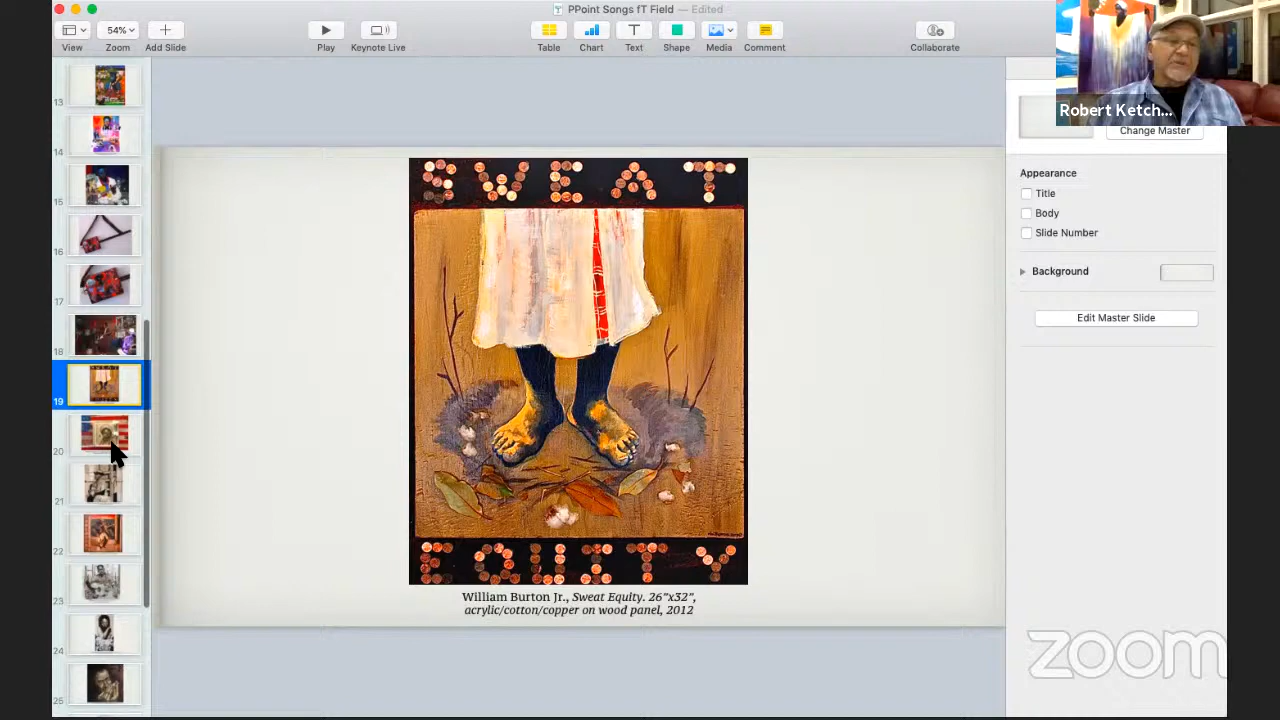 PPoint Songs fT Field — Edited
54%
View Zoom Add Slide Play Keynote Live Table Chart Text Shape Media Comment Collaborate
Robert Ketch...
Change Master
Appearance
Title
Body
Slide Number
Background
Edit Master Slide
13
14
15
16
17
18
19
20
21
22
23
24
25
SWEAT
EQUITY
William Burton Jr., Sweat Equity. 26"x32",
acrylic/cotton/copper on wood panel, 2012
zoom